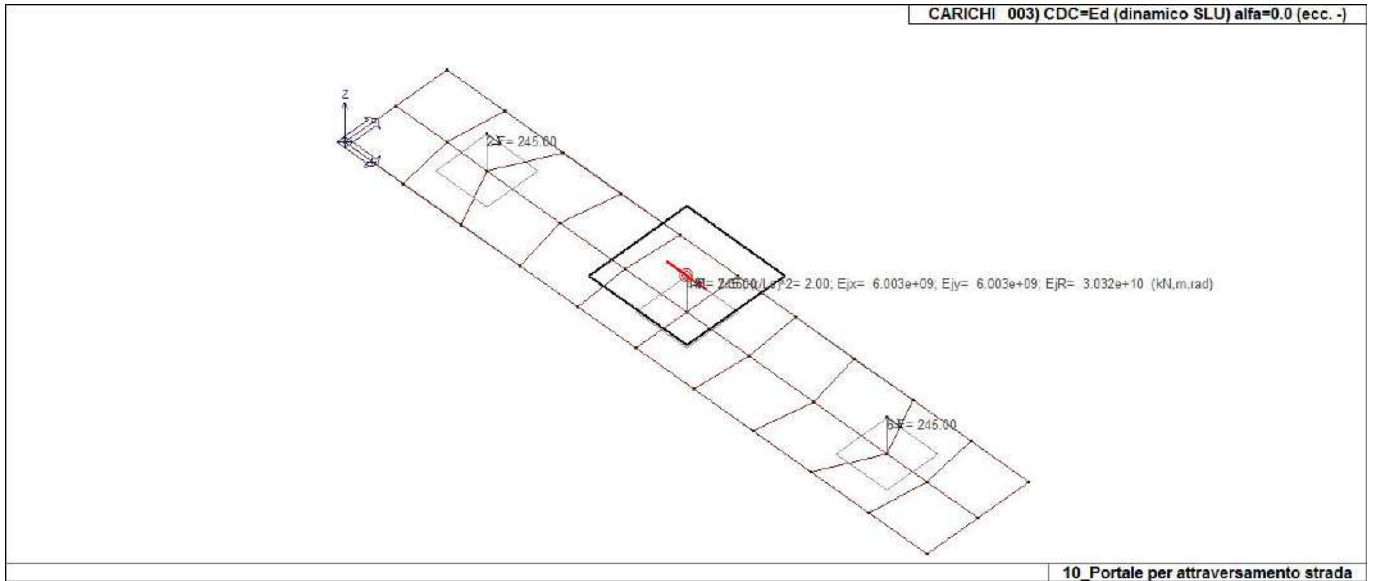 CARICHI 003) CDC=Ed (dinamico SLU) alfa=0.0 (ecc. -)
z
F= 245.00
2= 2.00; Ejx= 6.003e+09; Ejy= 6.003e+09; EjR= 3.032e+10 (kN,m,rad)
F= 245.00
10_Portale per attraversamento strada